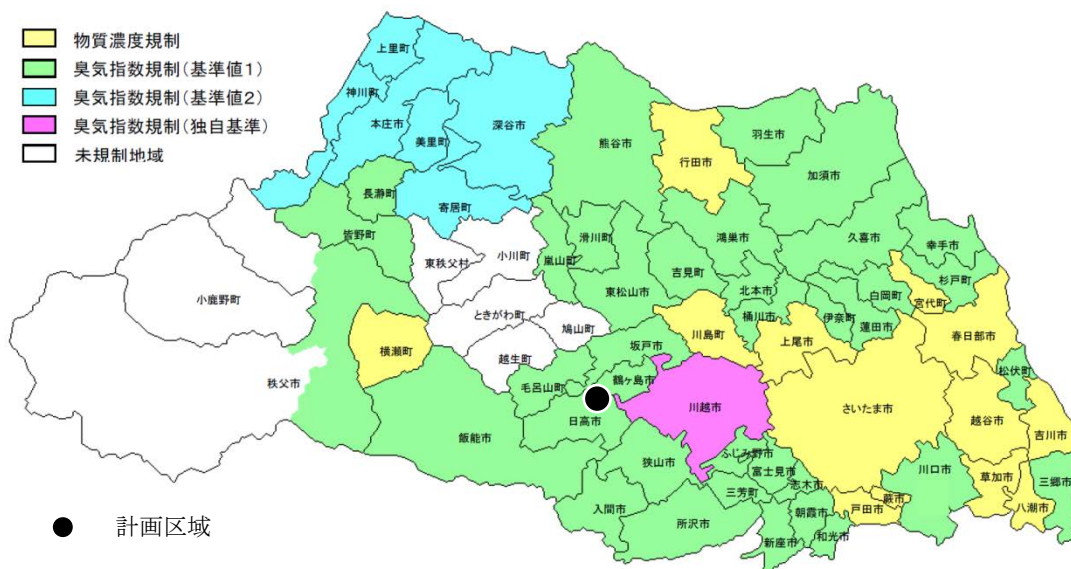 物質濃度規制
臭気指数規制(基準値1)
臭気指数規制(基準値2)
臭気指数規制(独自基準)
未規制地域
上里町
神川町
本庄市
美里町
深谷市
熊谷市
行田市
羽生市
加須市
長瀞町
寄居町
皆野町
東秩父村
小川町
嵐山町
滑川町
吉見町
鴻巣市
久喜市
幸手市
小鹿野町
東松山市
北本市
白岡町
杉戸町
宮代町
ときがわ町
鳩山町
桶川市
伊奈町
蓮田市
春日部市
横瀬町
川島町
上尾市
坂戸市
越生町
松伏町
秩父市
毛呂山町
鶴ヶ島市
川越市
さいたま市
越谷市
吉川市
日高市
飯能市
狭山市
ふじみ野市
富士見市
川口市
草加市
三郷市
三芳町
志木市
蕨市
戸田市
八潮市
入間市
所沢市
朝霞市
新座市
和光市
計画区域